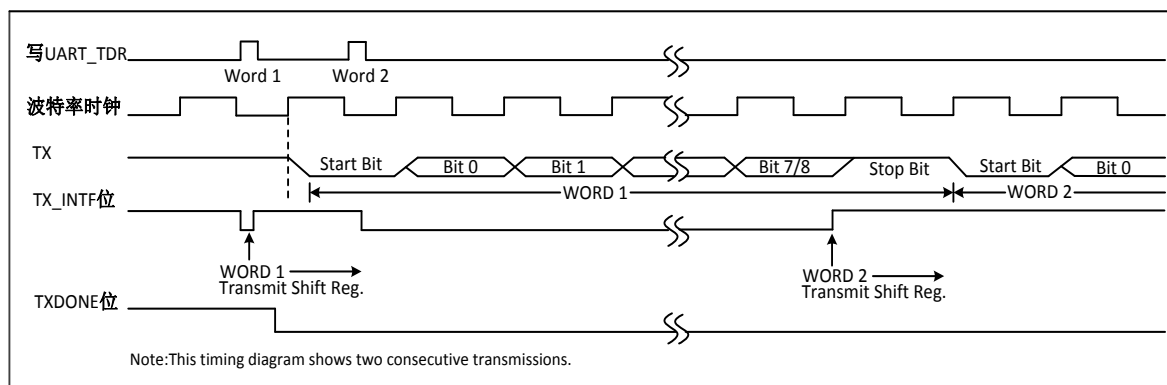 写UART_TDR
Word 1
Word 2
波特率时钟
TX
Start Bit
Bit 0
Bit 1
Bit 7/8
Stop Bit
Start Bit
Bit 0
WORD 1
WORD 2
TX_INTF位
WORD 1
Transmit Shift Reg.
WORD 2
Transmit Shift Reg.
TXDONE位
Note:This timing diagram shows two consecutive transmissions.